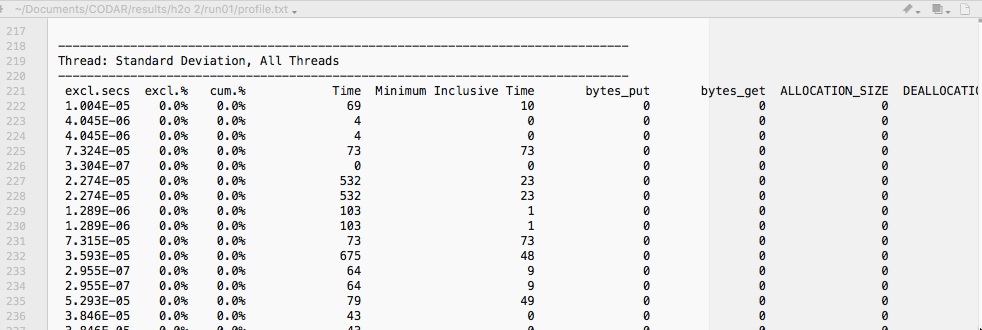 ~/Documents/CODAR/results/h2o 2/run01/profile.txt
217
218 --------------------------------------------------------------------------------
219 Thread: Standard Deviation, All Threads
220 --------------------------------------------------------------------------------
221 excl.secs excl.% cum.% Time Minimum Inclusive Time bytes_put bytes_get ALLOCATION_SIZE DEALLOCATIO
222 1.004E-05 0.0% 0.0% 69 10 0 0 0 0
223 4.045E-06 0.0% 0.0% 4 0 0 0 0 0
224 4.045E-06 0.0% 0.0% 4 0 0 0 0 0
225 7.324E-05 0.0% 0.0% 73 73 0 0 0 0
226 3.304E-07 0.0% 0.0% 0 0 0 0 0 0
227 2.274E-05 0.0% 0.0% 532 23 0 0 0
228 2.274E-05 0.0% 0.0% 532 23 0 0 0
229 1.289E-06 0.0% 0.0% 103 1 0 0 0
230 1.289E-06 0.0% 0.0% 103 1 0 0 0
231 7.315E-05 0.0% 0.0% 73 73 0 0 0
232 3.593E-05 0.0% 0.0% 675 48 0 0 0
233 2.955E-07 0.0% 0.0% 64 9 0 0 0
234 2.955E-07 0.0% 0.0% 64 9 0 0 0
235 5.293E-05 0.0% 0.0% 79 49 0 0 0
236 3.846E-05 0.0% 0.0% 43 0 0 0 0